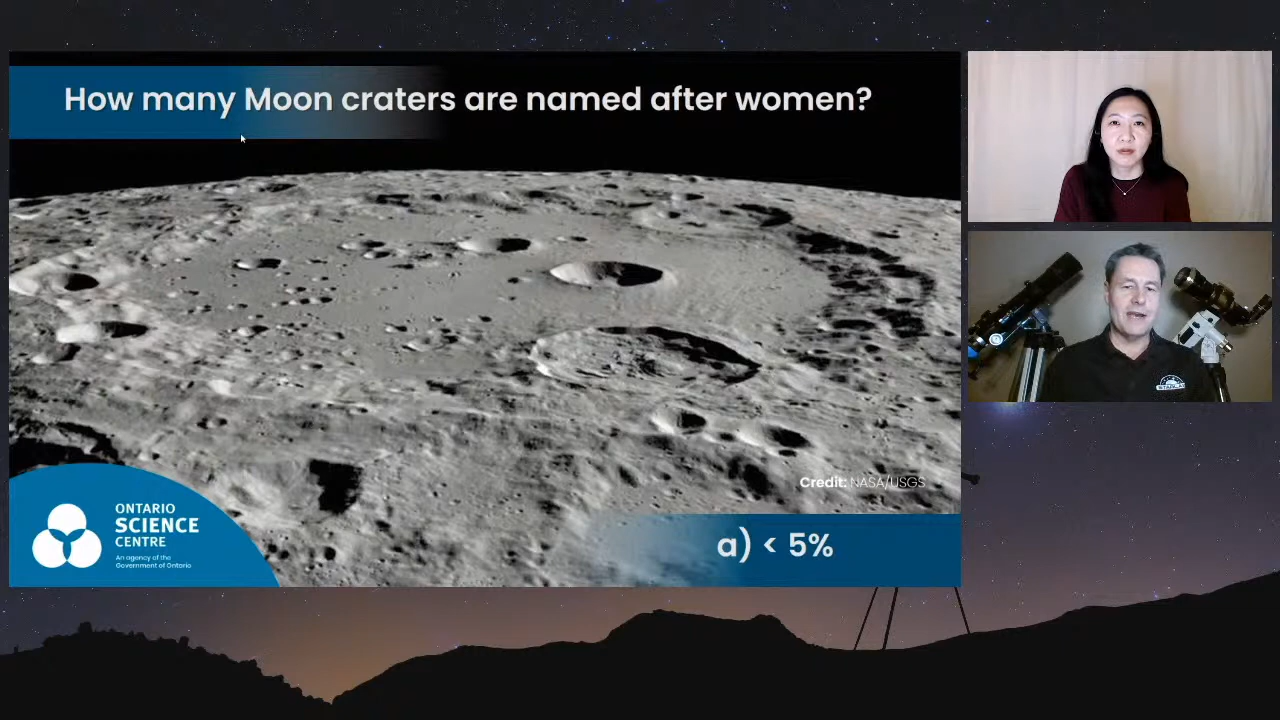 How many Moon craters are named after women?
Credit: NASA/USGS
a) < 5%
ONTARIO
SCIENCE
CENTRE
An agency of the
Government of Ontario